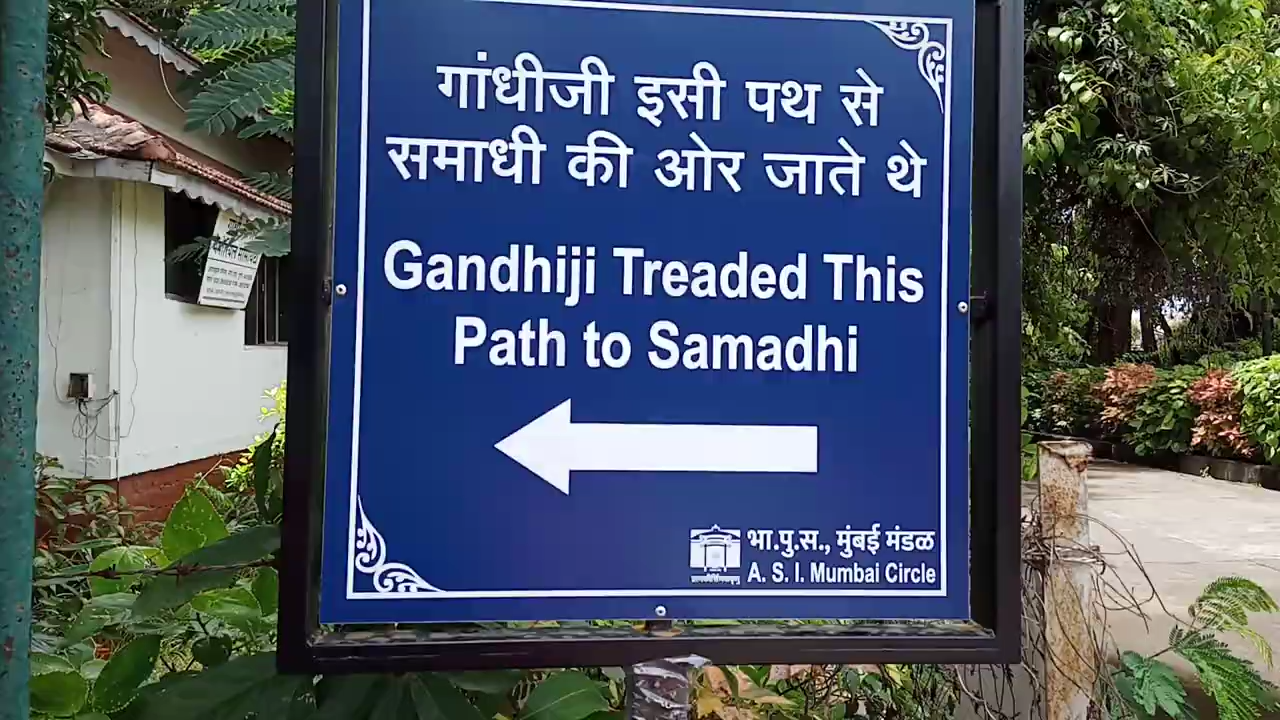 गांधीजी इसी पथ से
समाधी की ओर जाते थे
Gandhiji Treaded This
Path to Samadhi
भा.पु.स., मुंबई मंडळ
A. S. I. Mumbai Circle